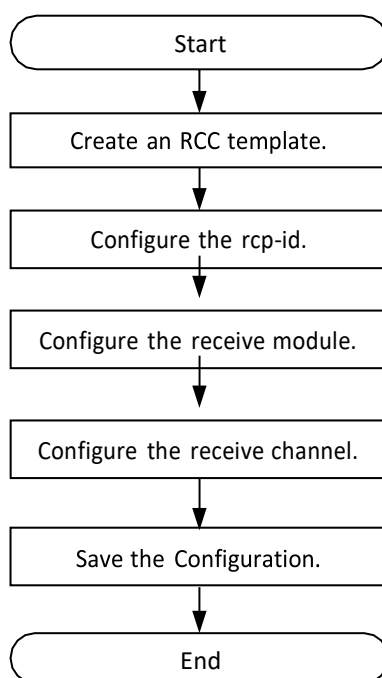 Start
Create an RCC template.
Configure the rcp-id.
Configure the receive module.
Configure the receive channel.
Save the Configuration.
End